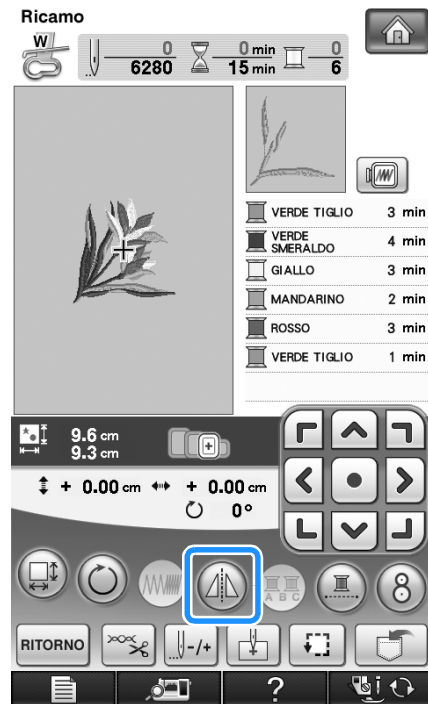 Ricamo
W
0 0 min 0
6280 15 min 6
VERDE TIGLIO 3 min
VERDE SMERALDO 4 min
GIALLO 3 min
MANDARINO 2 min
ROSSO 3 min
VERDE TIGLIO 1 min
9.6 cm
9.3 cm
+ 0.00 cm + 0.00 cm
0°
A B C
8
RITORNO
-/+
?